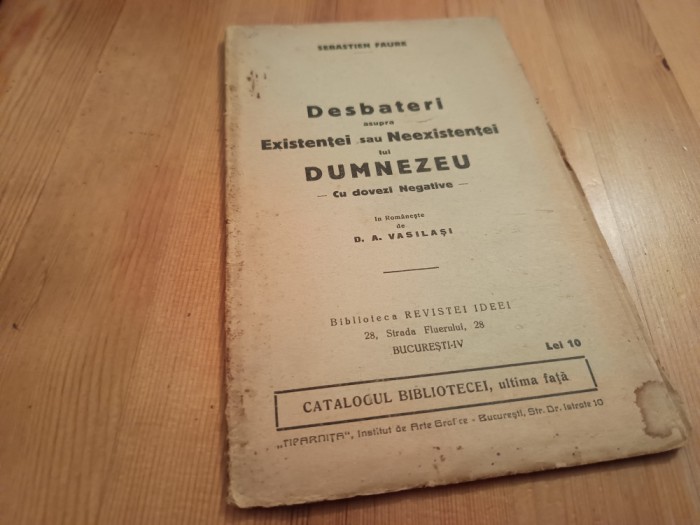 SEBASTIEN FAURE
Desbateri
asupra
Existenței sau Neexistenței
lui
DUMNEZEU
— Cu dovezi Negative —
In Românește
de
D. A. VASILAȘI
Biblioteca REVISTEI IDEEI
28, Strada Fluerului, 28
BUCUREȘTI-IV
Lei 10
CATALOGUL BIBLIOTECEI, ultima față
„TIPARNIȚA", Institut de Arte Grafice - București, Str. Dr. Istrate 10